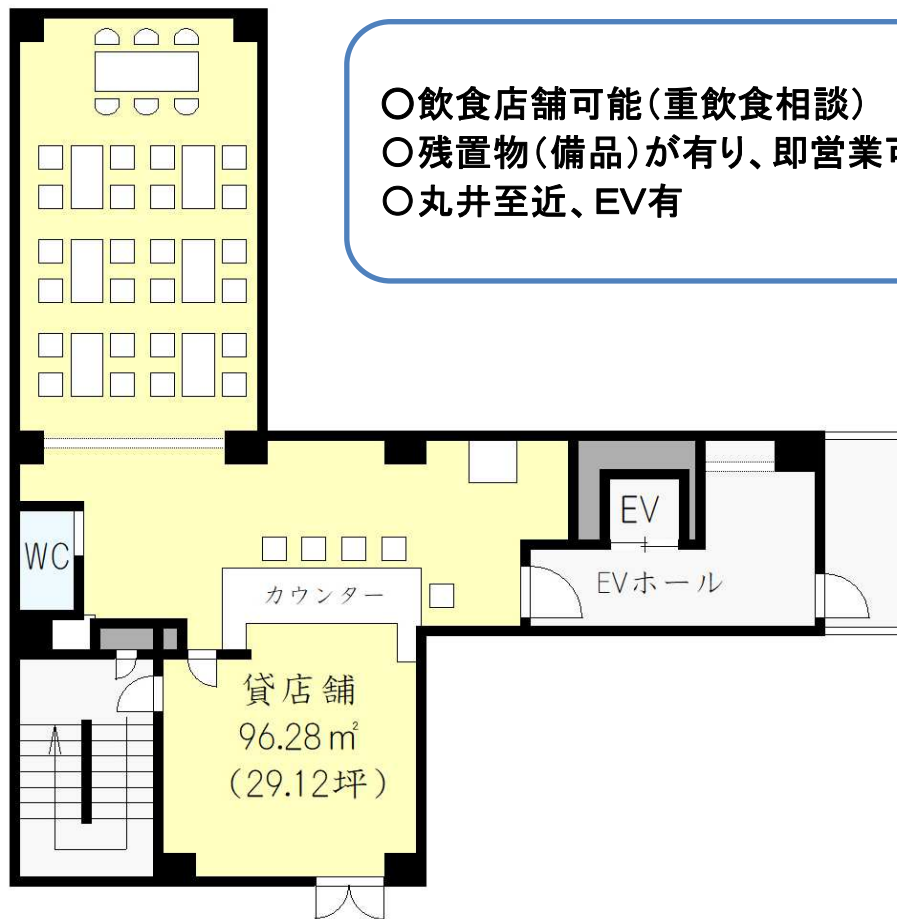 ○飲食店舗可能(重飲食相談)
○残置物(備品)が有り、即営業可
○丸井至近、EV有
EV
WC
EVホール
カウンター
貸店舗
96.28㎡
(29.12坪)